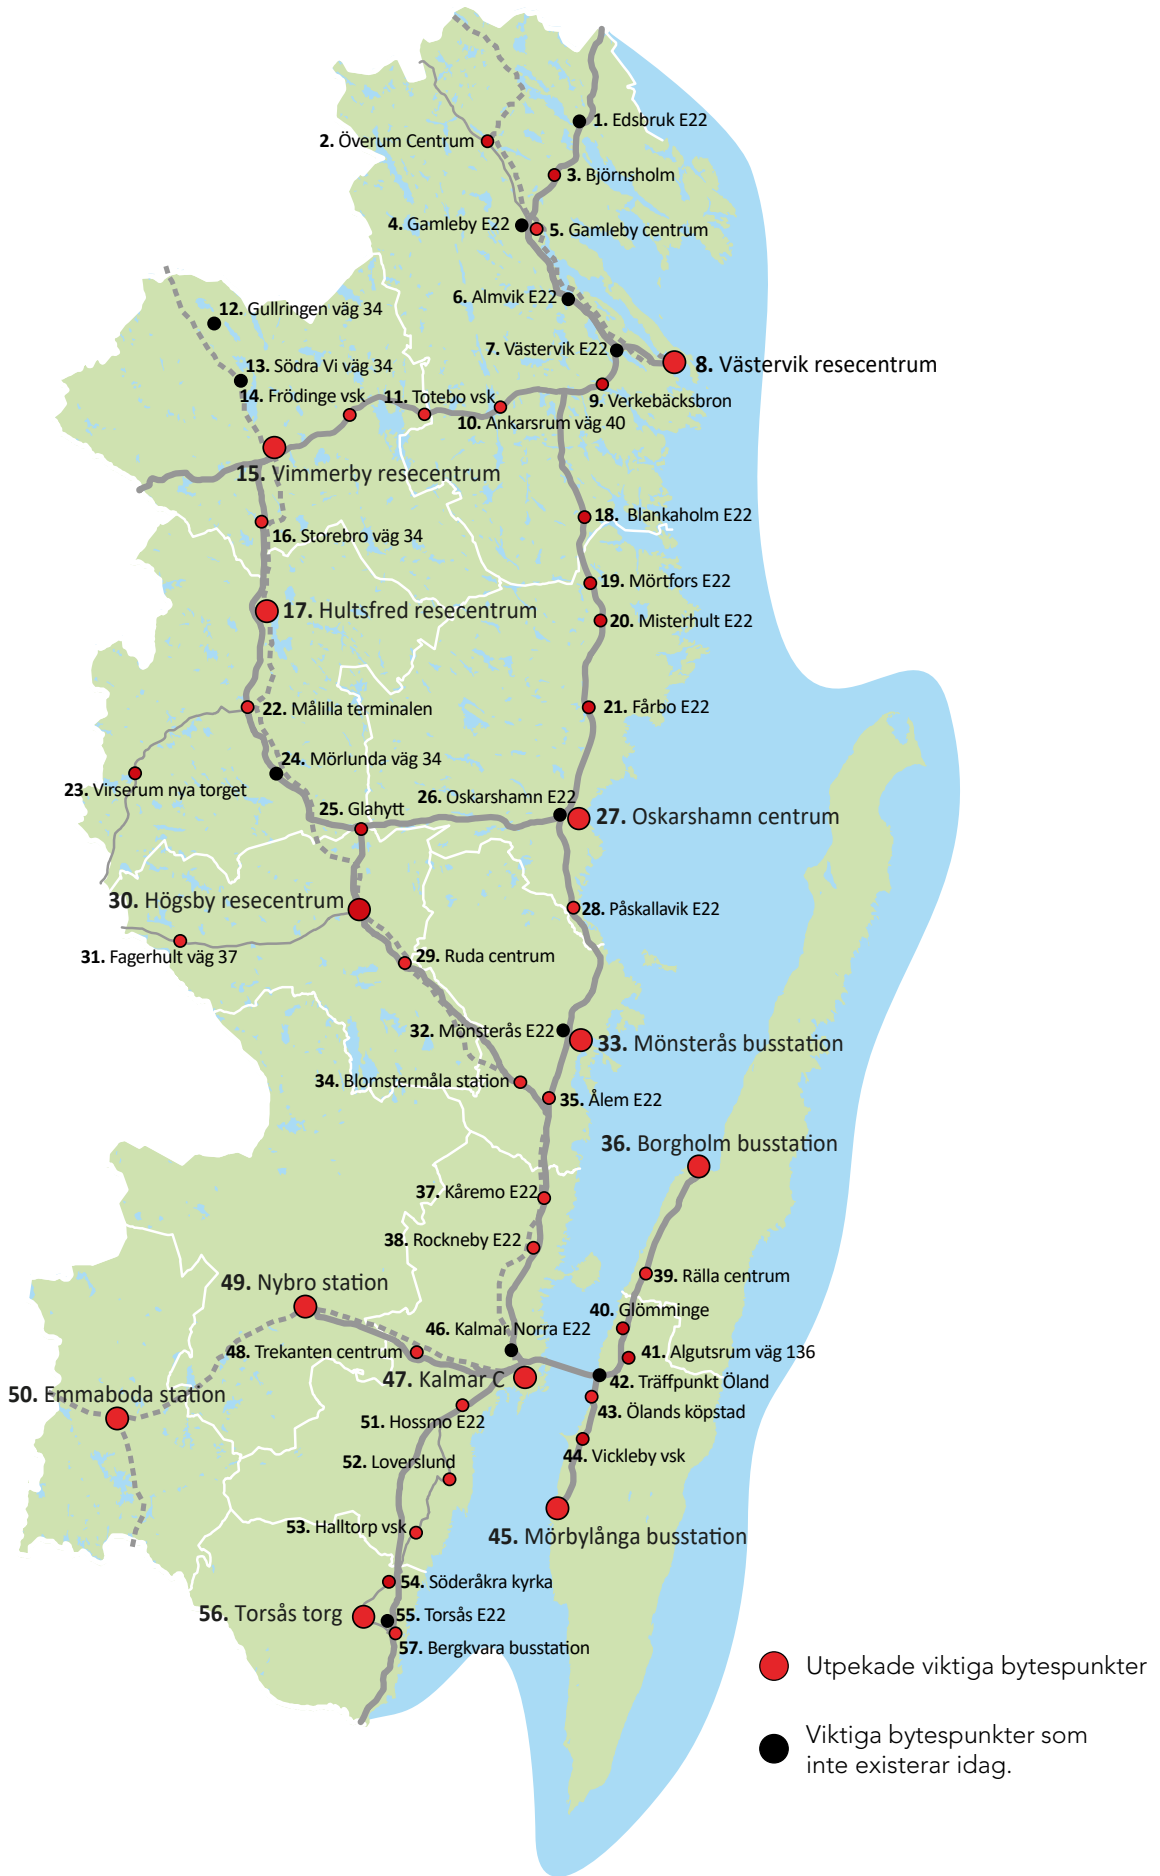 1. Edsbruk E22
2. Överum Centrum
3. Björnsholm
4. Gamleby E22
5. Gamleby centrum
6. Almvik E22
12. Gullringen väg 34
7. Västervik E22
8. Västervik resecentrum
13. Södra Vi väg 34
14. Frödinge vsk
11. Totebo vsk
9. Verkebäcksbron
10. Ankarsrum väg 40
15. Vimmerby resecentrum
18. Blankaholm E22
16. Storebro väg 34
19. Mörtfors E22
17. Hultsfred resecentrum
20. Misterhult E22
22. Målilla terminalen
21. Fårbo E22
24. Mörlunda väg 34
23. Virserum nya torget
26. Oskarshamn E22
25. Glahytt
27. Oskarshamn centrum
30. Högsby resecentrum
28. Påskallavik E22
31. Fagerhult väg 37
29. Ruda centrum
32. Mönsterås E22
33. Mönsterås busstation
34. Blomstermåla station
35. Ålem E22
36. Borgholm busstation
37. Kåremo E22
38. Rockneby E22
39. Rälla centrum
49. Nybro station
40. Glömminge
46. Kalmar Norra E22
48. Trekanten centrum
41. Algutsrum väg 136
47. Kalmar C
42. Träffpunkt Öland
50. Emmaboda station
43. Ölands köpstad
51. Hossmo E22
44. Vickleby vsk
52. Loverslund
53. Halltorp vsk
45. Mörbylånga busstation
54. Söderåkra kyrka
56. Torsås torg
55. Torsås E22
57. Bergkvara busstation
Utpekade viktiga bytespunkter
Viktiga bytespunkter som
inte existerar idag.